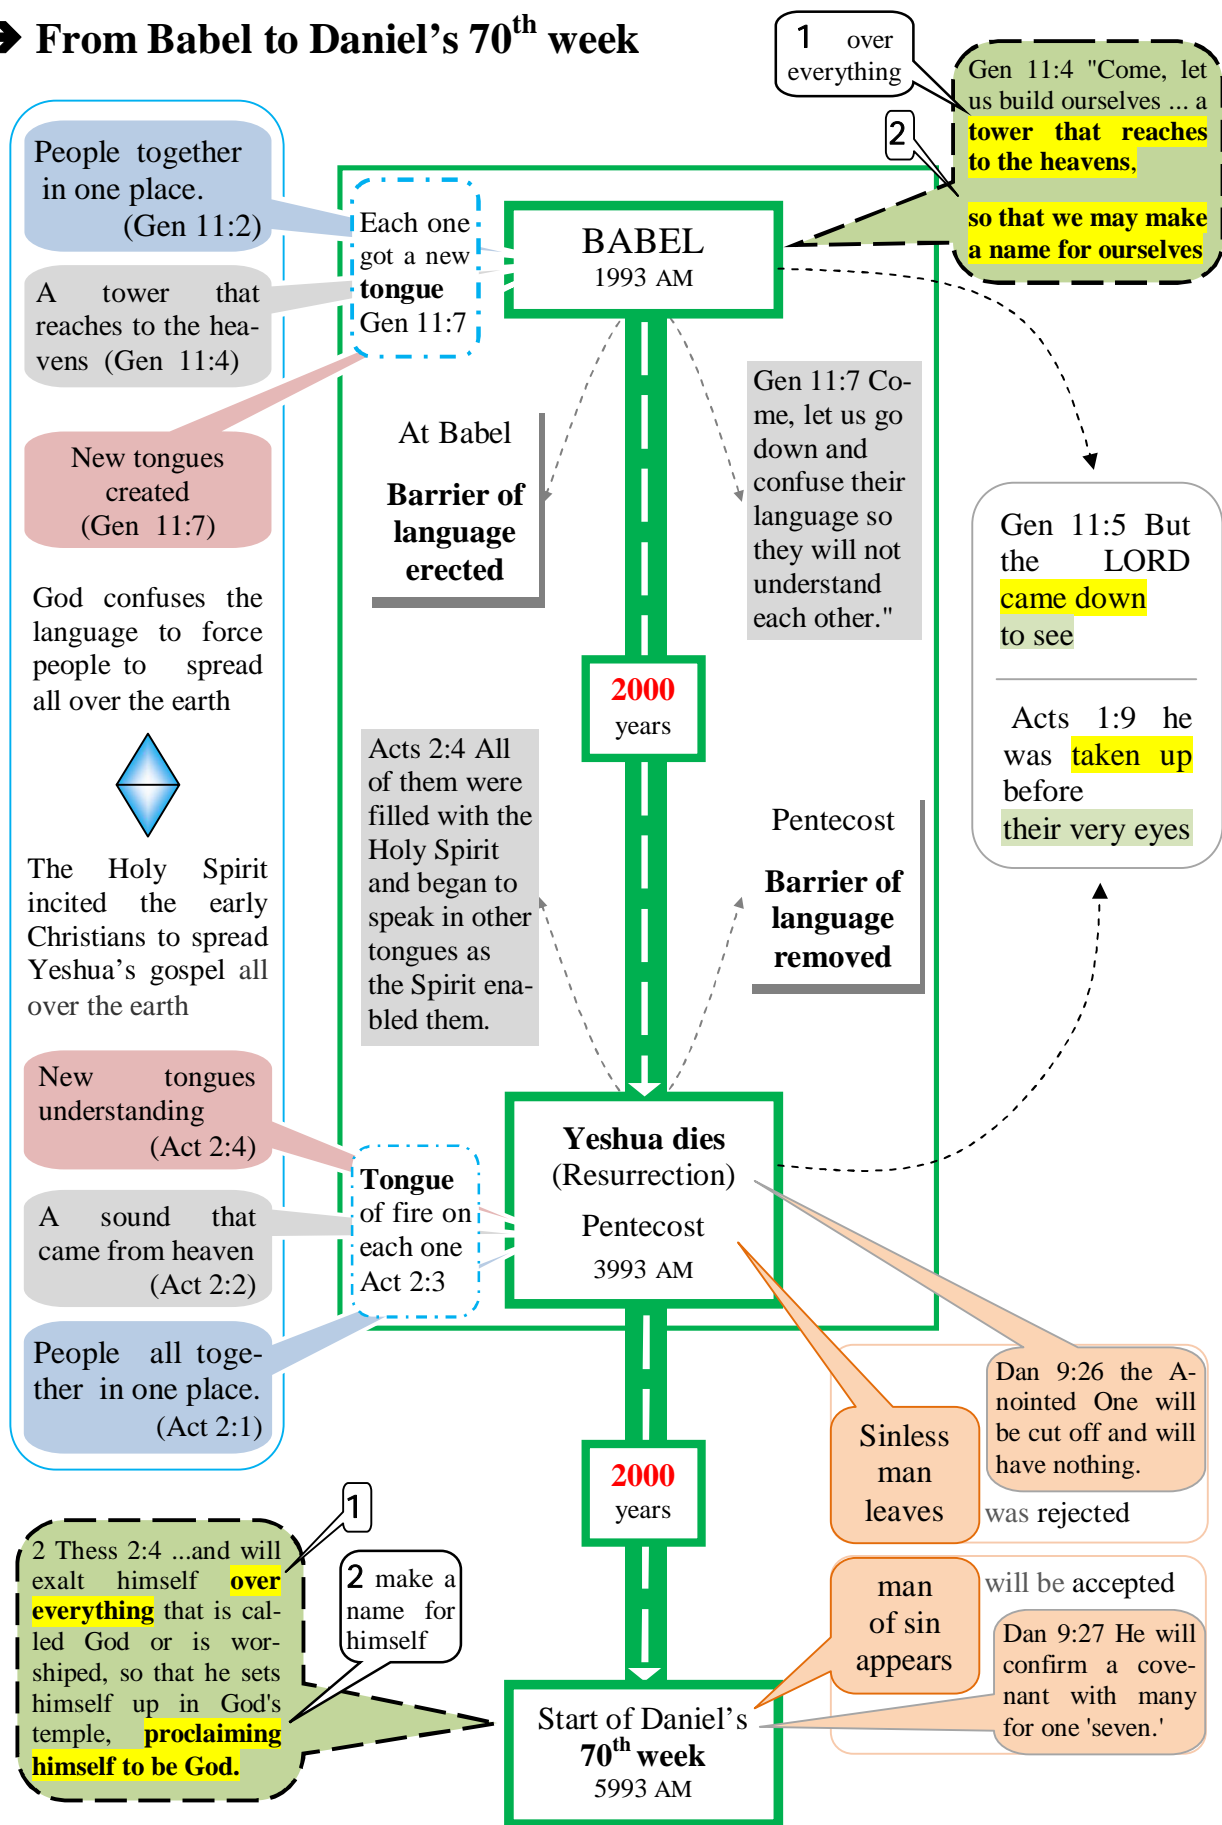 ➔ From Babel to Daniel's 70th week
1 over
everything
Gen 11:4 "Come, let
us build ourselves ... a
tower that reaches
to the heavens,
so that we may make
a name for ourselves
2
People together
in one place.
(Gen 11:2)
A tower that
reaches to the hea-
vens (Gen 11:4)
New tongues
created
(Gen 11:7)
God confuses the
language to force
people to spread
all over the earth
The Holy Spirit
incited the early
Christians to spread
Yeshua's gospel all
over the earth
New tongues
understanding
(Act 2:4)
A sound that
came from heaven
(Act 2:2)
People all toge-
ther in one place.
(Act 2:1)
Each one
got a new
tongue
Gen 11:7
BABEL
1993 AM
At Babel
Barrier of
language
erected
Gen 11:7 Co-
me, let us go
down and
confuse their
language so
they will not
understand
each other."
2000
years
Acts 2:4 All
of them were
filled with the
Holy Spirit
and began to
speak in other
tongues as
the Spirit ena-
bled them.
Pentecost
Barrier of
language
removed
Gen 11:5 But
the LORD
came down
to see
Acts 1:9 he
was taken up
before
their very eyes
Tongue
of fire on
each one
Act 2:3
Yeshua dies
(Resurrection)
Pentecost
3993 AM
Dan 9:26 the A-
nointed One will
be cut off and will
have nothing.
Sinless
man
leaves
was rejected
2000
years
man
of sin
appears
will be accepted
Dan 9:27 He will
confirm a cove-
nant with many
for one 'seven.'
1
2 Thess 2:4 ...and will
exalt himself over
everything that is cal-
led God or is wor-
shiped, so that he sets
himself up in God's
temple, proclaiming
himself to be God.
2 make a
name for
himself
Start of Daniel's
70th week
5993 AM